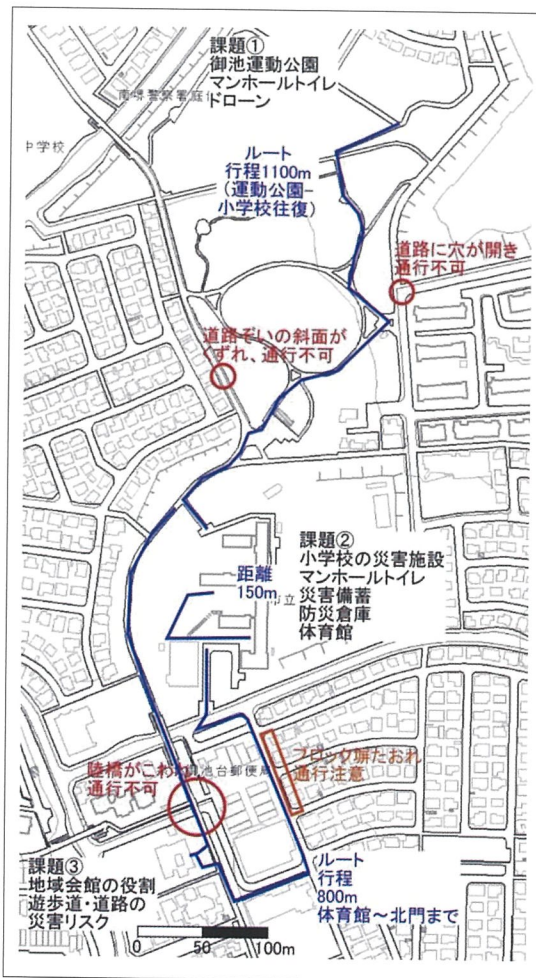 課題①
御池運動公園
マンホールトイレ
ドローン
中学校
ルート
行程1100m
(運動公園-
小学校往復)
道路に穴が開き
通行不可
道路ぞいの斜面が
くずれ、通行不可
課題②
小学校の災害施設
マンホールトイレ
災害備蓄
防災倉庫
体育館
距離
150m
市立
ブロック塀たおれ
通行注意
陸橋がこわれ
通行不可
池台郵便局
課題③
地域会館の役割
遊歩道・道路の
災害リスク
ルート
行程
800m
体育館~北門まで
0 50 100m